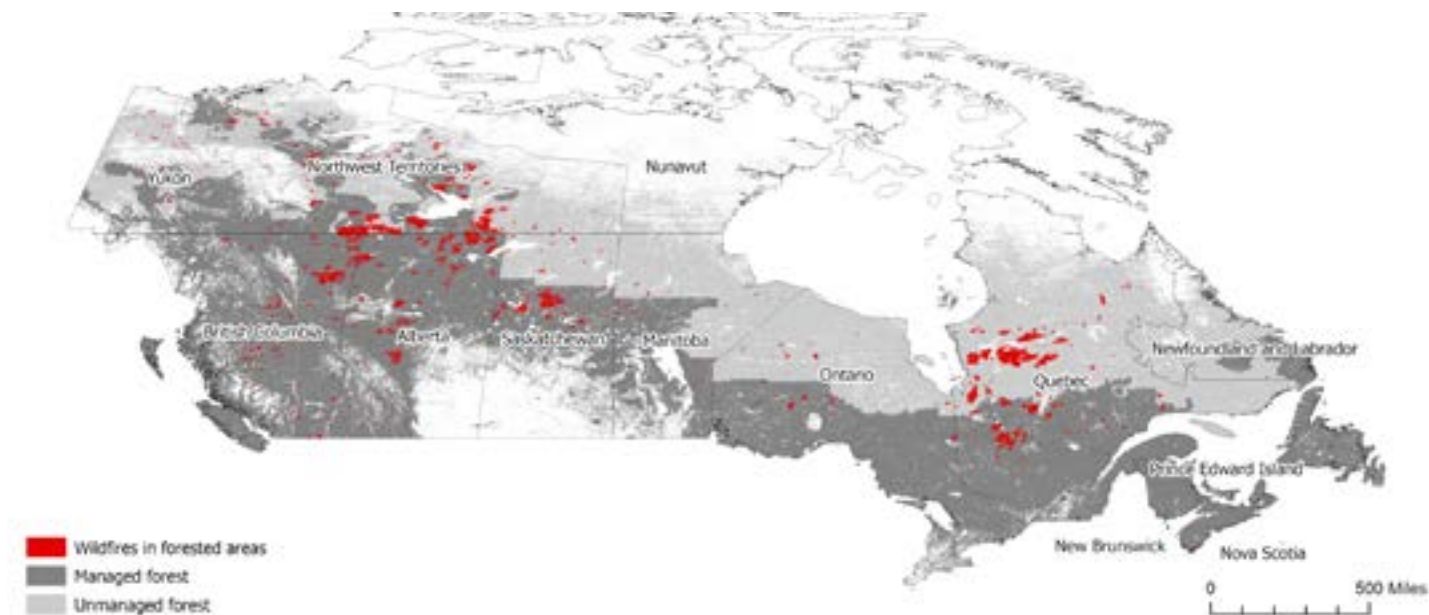 Nunavut
Northwest Territories
Yukon
British Columbia
Alberta
Saskatchewan
Manitoba
Ontario
Quebec
Newfoundland and Labrador
Prince Edward Island
New Brunswick
Nova Scotia
Wildfires in forested areas
Managed forest
Unmanaged forest
0 500 Miles